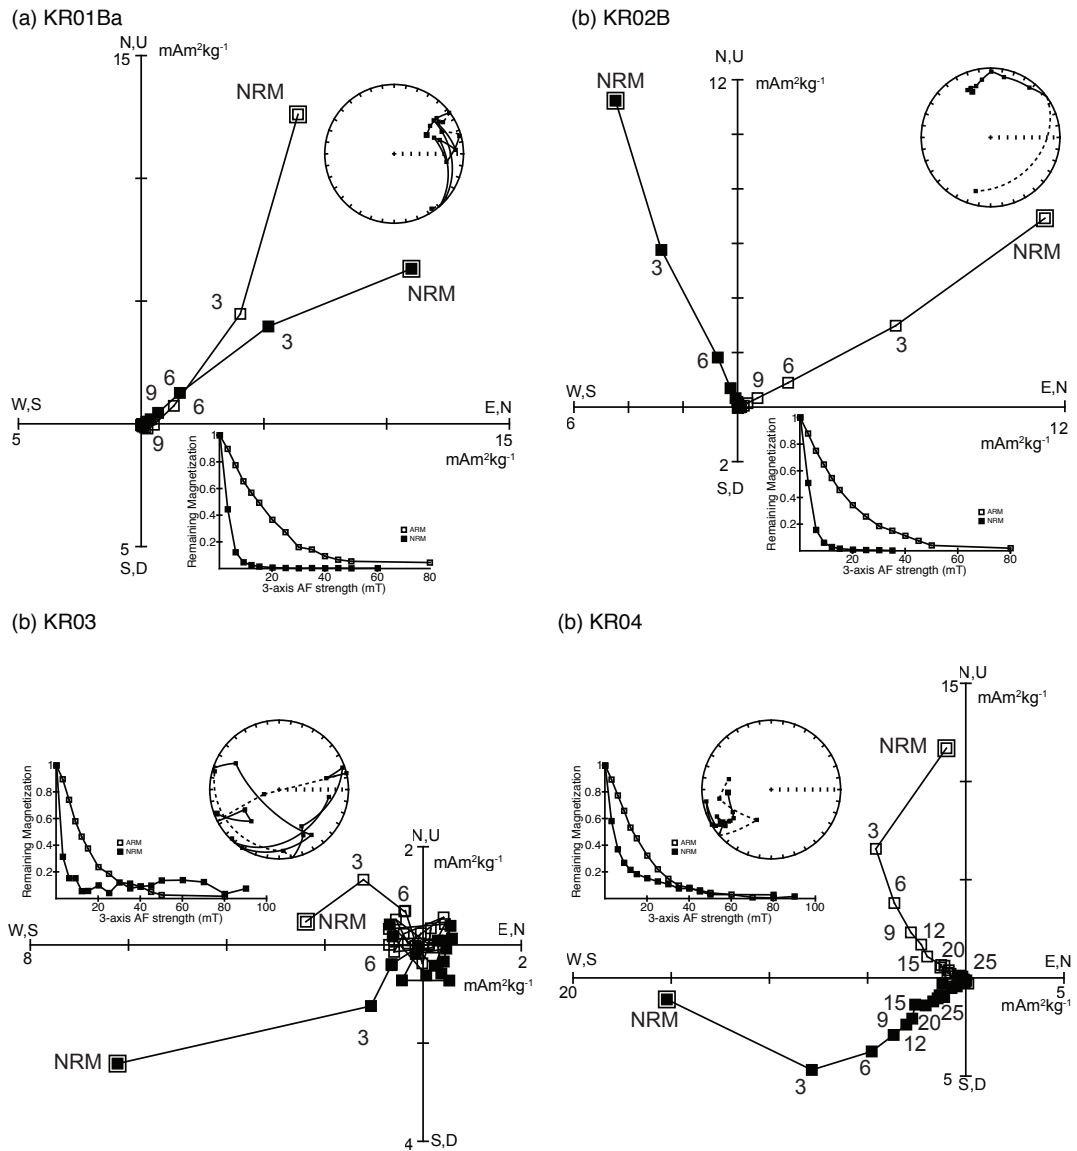 (a) KR01Ba
N,U
15
mAm²kg⁻¹
NRM
NRM
3
3
6
6
9
9
W,S
5
E,N
15
mAm²kg⁻¹
5
S,D
Remaining Magnetization
1
0.8
0.6
0.4
0.2
ARM
NRM
20 40 60 80
3-axis AF strength (mT)
(b) KR02B
N,U
12
mAm²kg⁻¹
NRM
NRM
3
3
6
6
9
W,S
6
E,N
12
mAm²kg⁻¹
2
S,D
Remaining Magnetization
1
0.8
0.6
0.4
0.2
ARM
NRM
20 40 60 80
3-axis AF strength (mT)
(b) KR03
Remaining Magnetization
1
0.8
0.6
0.4
0.2
ARM
NRM
20 40 60 80 100
3-axis AF strength (mT)
N,U
2
mAm²kg⁻¹
3
6
NRM
W,S
8
E,N
2
mAm²kg⁻¹
6
3
NRM
4
S,D
(b) KR04
Remaining Magnetization
1
0.8
0.6
0.4
0.2
ARM
NRM
20 40 60 80 100
3-axis AF strength (mT)
N,U
15
mAm²kg⁻¹
NRM
3
6
9
12
15
20
25
W,S
20
E,N
5
mAm²kg⁻¹
NRM
3
6
9
12
15
20
25
5
S,D